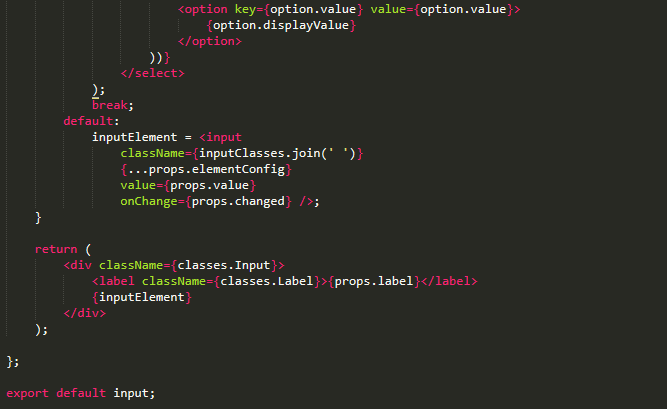 <option key={option.value} value={option.value}>
{option.displayValue}
</option>
))}
</select>
);
break;
default:
inputElement = <input
className={inputClasses.join(' ')}
{...props.elementConfig}
value={props.value}
onChange={props.changed} />;
}
return (
<div className={classes.Input}>
<label className={classes.Label}>{props.label}</label>
{inputElement}
</div>
);
};
export default input;